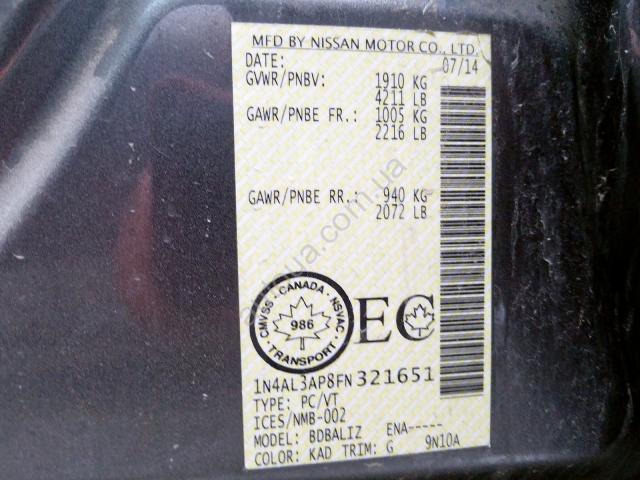 MFD BY NISSAN MOTOR CO., LTD.
DATE: 07/14
GVWR/PNBV: 1910 KG
4211 LB
GAWR/PNBE FR.: 1005 KG
2216 LB
GAWR/PNBE RR.: 940 KG
2072 LB
CMVSS · CANADA · NSVAC
986
TRANSPORT
EC
1N4AL3AP8FN321651
TYPE: PC/VT
ICES/NMB-002
MODEL: BDBALIZ ENA-----
COLOR: KAD TRIM: G 9N10A